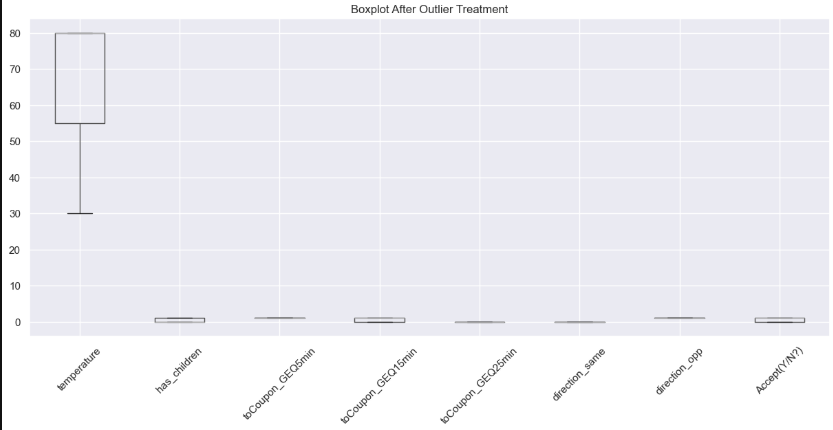 Boxplot After Outlier Treatment
80
70
60
50
40
30
20
10
0
temperature
has_children
toCoupon_GEQ5min
toCoupon_GEQ15min
toCoupon_GEQ25min
direction_same
direction_opp
Accept(Y/N?)